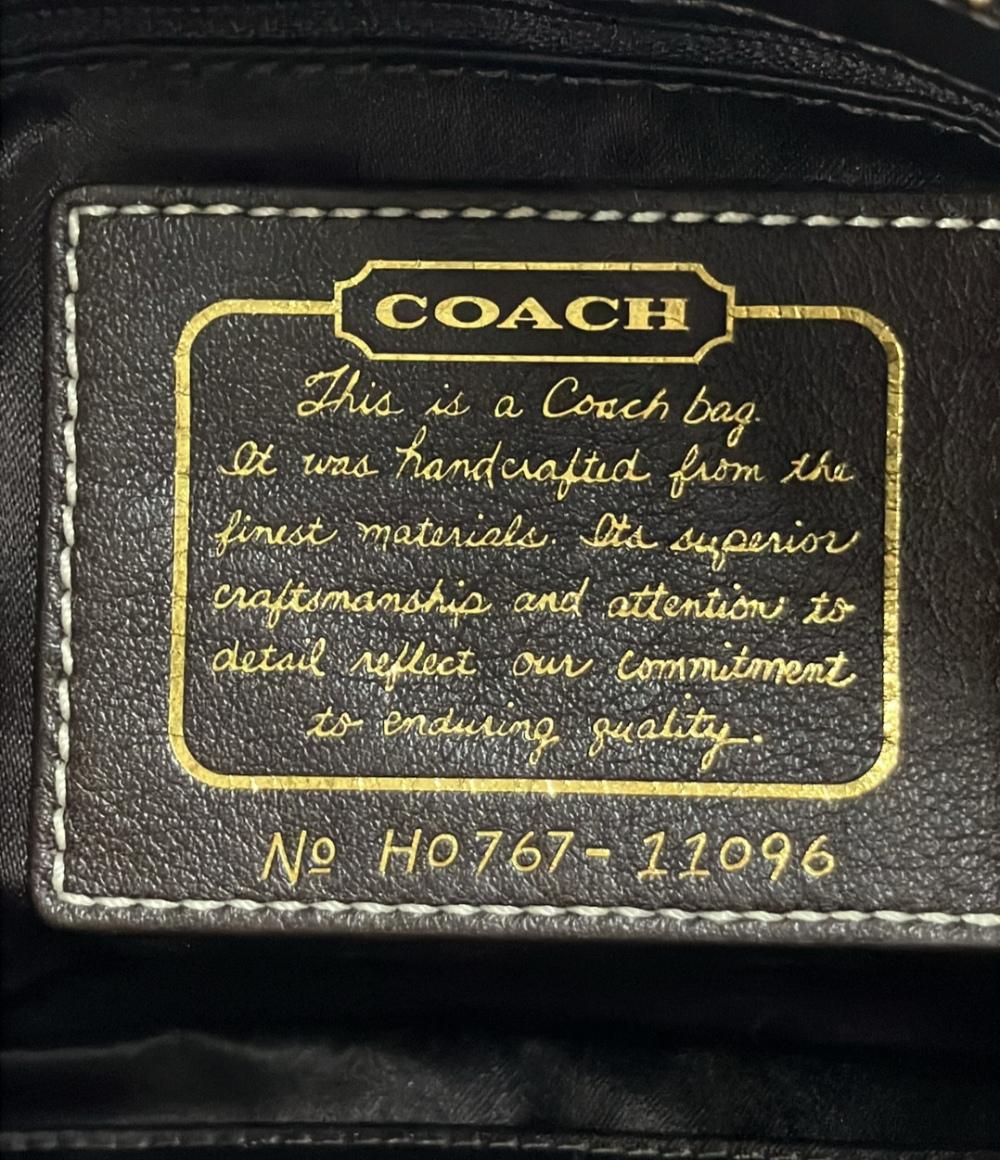 COACH
This is a Coach bag.
It was handcrafted from the
finest materials. Its superior
craftsmanship and attention to
detail reflect our commitment
to enduring quality.
Nº H0767-11096